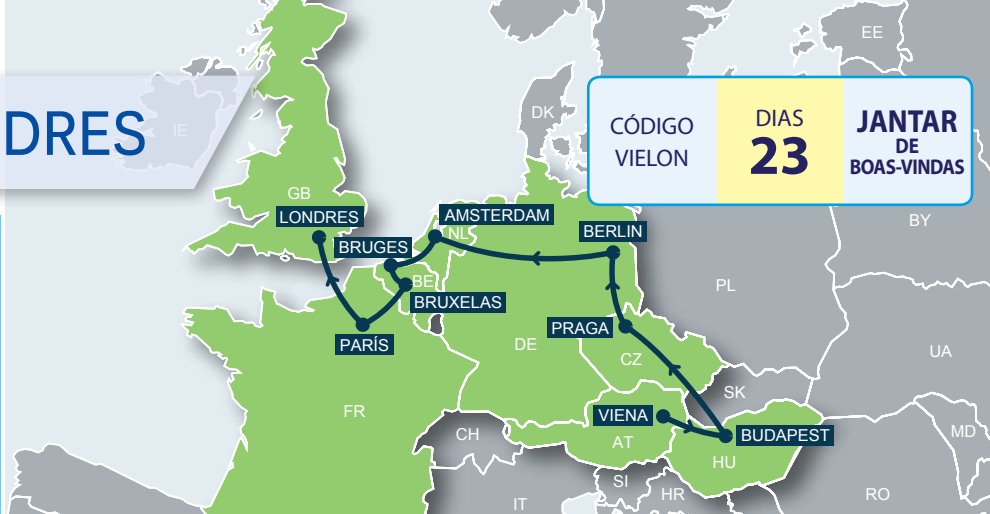 DRES
CÓDIGO
VIELON
DIAS
23
JANTAR
DE
BOAS-VINDAS
EE
IE
DK
GB
LONDRES
AMSTERDAM
NL
BRUGES
BERLIN
BY
BE
BRUXELAS
PL
PARÍS
PRAGA
DE
CZ
UA
SK
FR
VIENA
BUDAPEST
CH
AT
HU
MD
SI
HR
RO
IT